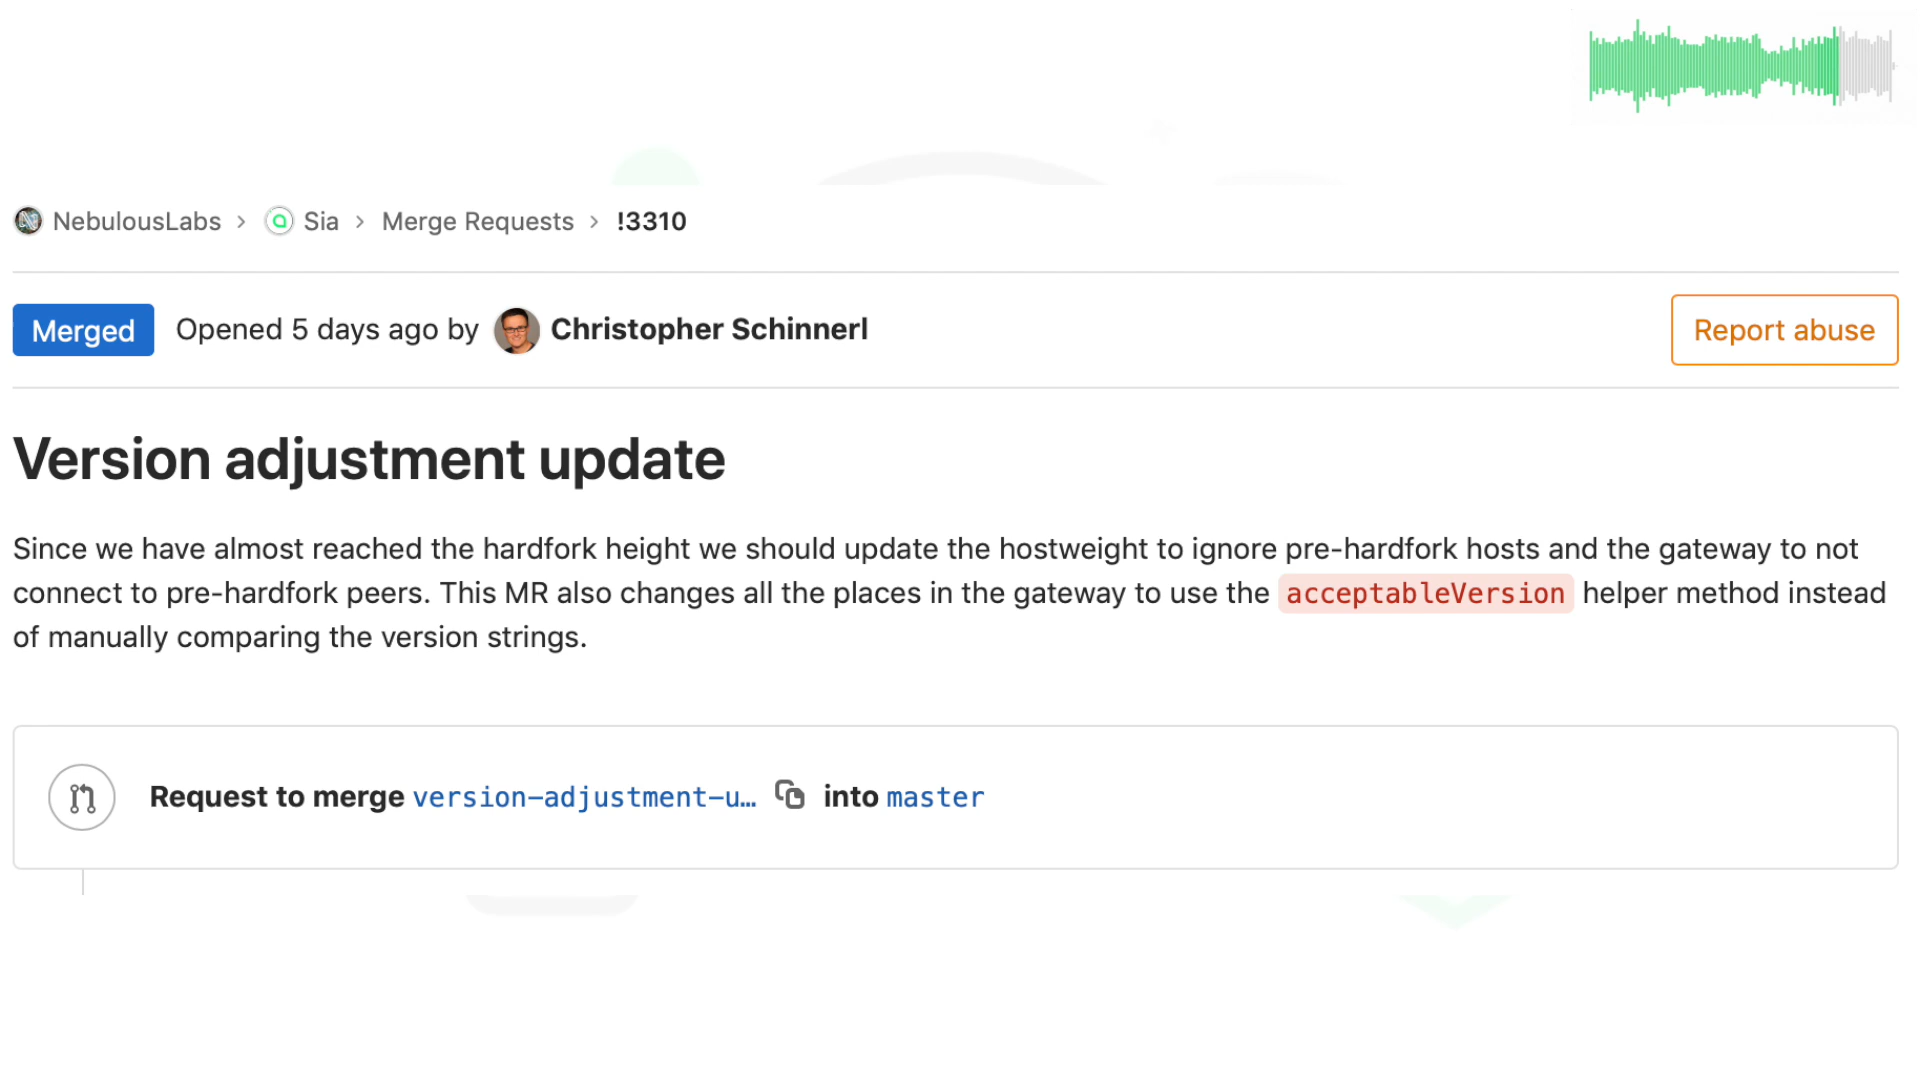 NebulousLabs > Sia > Merge Requests > !3310
Merged Opened 5 days ago by Christopher Schinnerl Report abuse
Version adjustment update
Since we have almost reached the hardfork height we should update the hostweight to ignore pre-hardfork hosts and the gateway to not
connect to pre-hardfork peers. This MR also changes all the places in the gateway to use the acceptableVersion helper method instead
of manually comparing the version strings.
Request to merge version-adjustment-u… into master